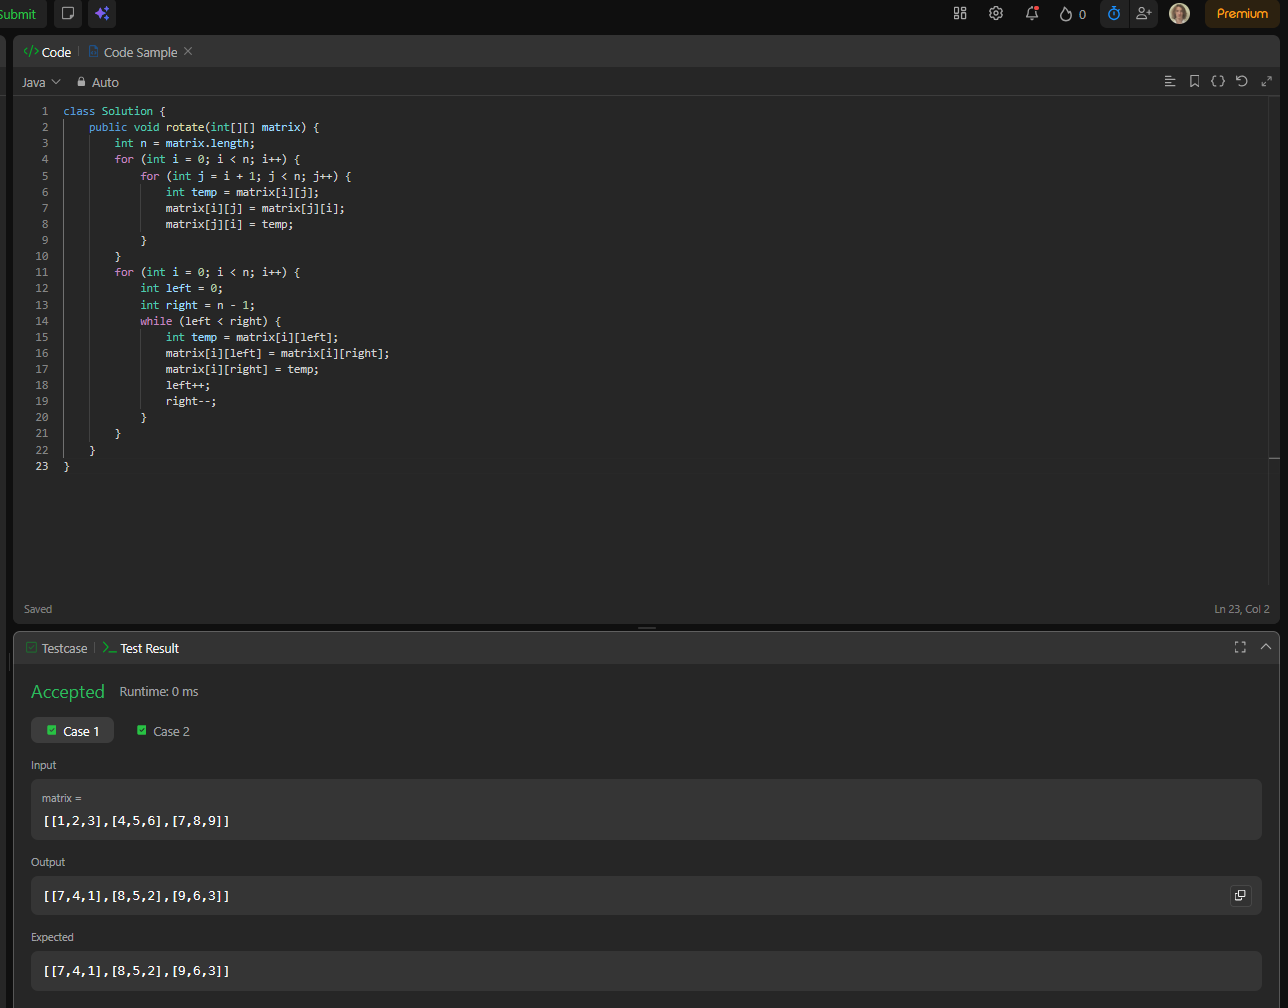 Submit
0
Premium
</> Code
Code Sample
Java
Auto
1 class Solution {
2 public void rotate(int[][] matrix) {
3 int n = matrix.length;
4 for (int i = 0; i < n; i++) {
5 for (int j = i + 1; j < n; j++) {
6 int temp = matrix[i][j];
7 matrix[i][j] = matrix[j][i];
8 matrix[j][i] = temp;
9 }
10 }
11 for (int i = 0; i < n; i++) {
12 int left = 0;
13 int right = n - 1;
14 while (left < right) {
15 int temp = matrix[i][left];
16 matrix[i][left] = matrix[i][right];
17 matrix[i][right] = temp;
18 left++;
19 right--;
20 }
21 }
22 }
23 }
Saved
Ln 23, Col 2
Testcase
>_ Test Result
Accepted
Runtime: 0 ms
Case 1
Case 2
Input
matrix =
[[1,2,3],[4,5,6],[7,8,9]]
Output
[[7,4,1],[8,5,2],[9,6,3]]
Expected
[[7,4,1],[8,5,2],[9,6,3]]